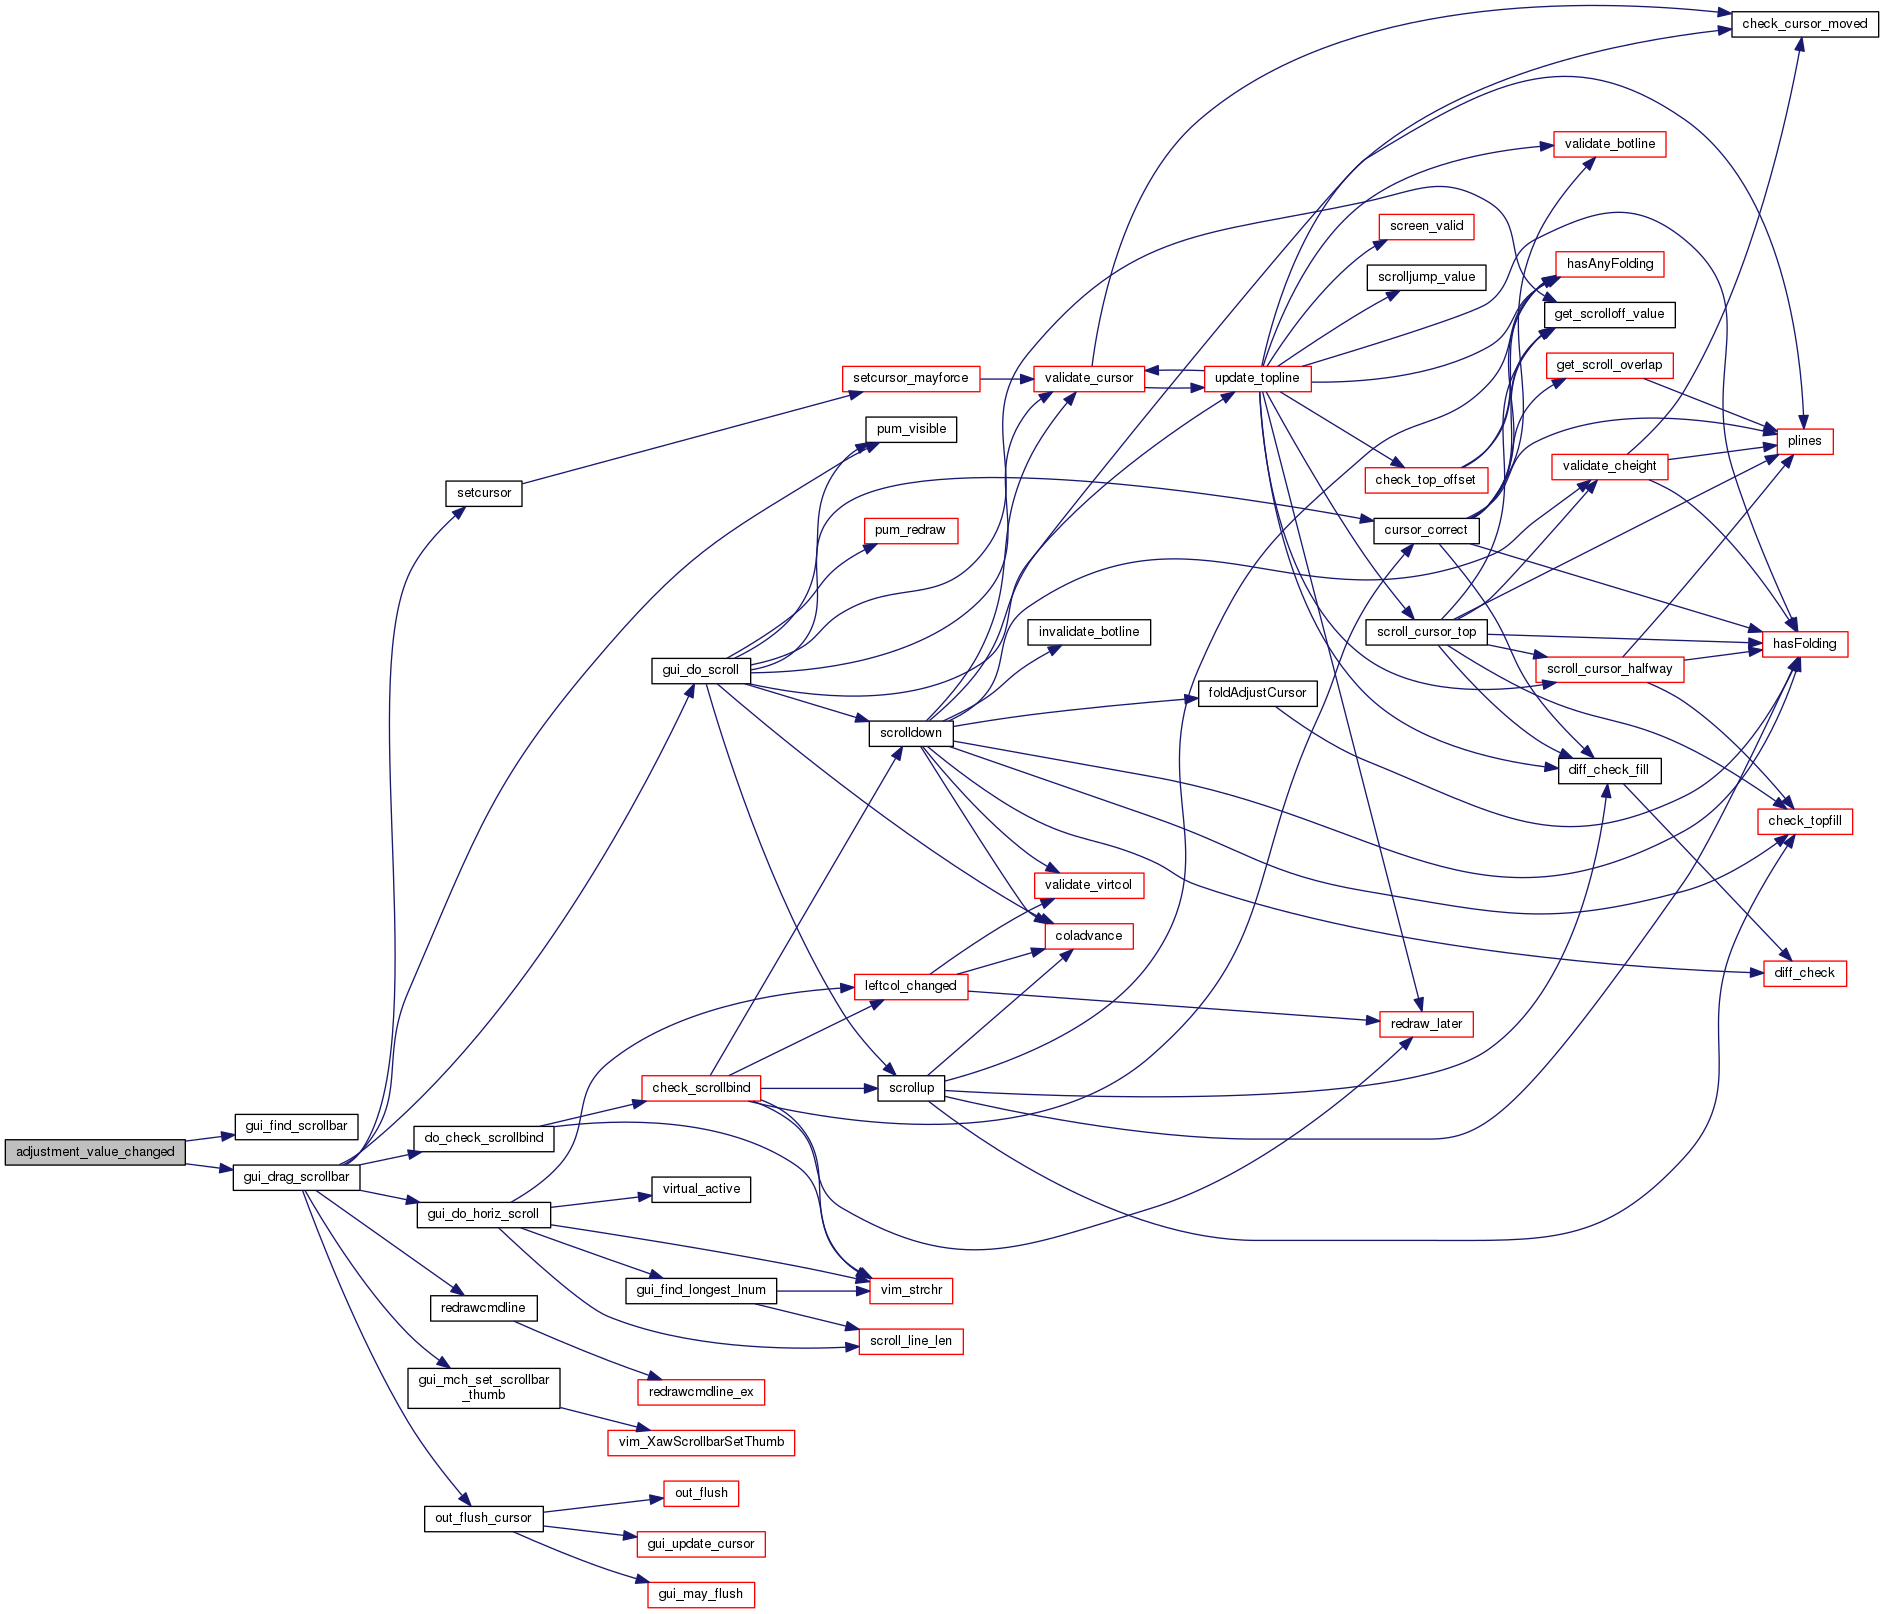 check_cursor_moved
validate_botline
screen_valid
hasAnyFolding
scrolljump_value
get_scrolloff_value
get_scroll_overlap
setcursor_mayforce
validate_cursor
update_topline
pum_visible
plines
validate_cheight
check_top_offset
setcursor
pum_redraw
cursor_correct
invalidate_botline
scroll_cursor_top
hasFolding
gui_do_scroll
scroll_cursor_halfway
foldAdjustCursor
scrolldown
diff_check_fill
check_topfill
validate_virtcol
coladvance
diff_check
leftcol_changed
redraw_later
check_scrollbind
scrollup
gui_find_scrollbar
do_check_scrollbind
adjustment_value_changed
gui_drag_scrollbar
virtual_active
gui_do_horiz_scroll
gui_find_longest_lnum
vim_strchr
redrawcmdline
scroll_line_len
gui_mch_set_scrollbar
_thumb
redrawcmdline_ex
vim_XawScrollbarSetThumb
out_flush
out_flush_cursor
gui_update_cursor
gui_may_flush